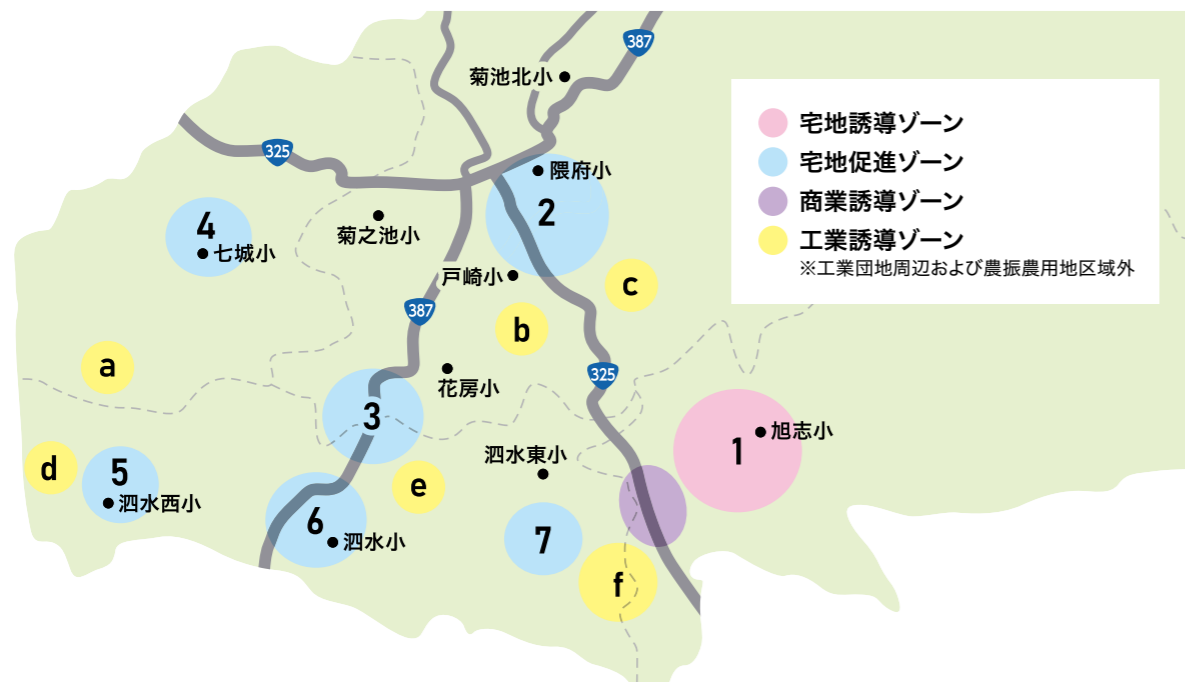 387
菊池北小
325
隈府小
2
4
七城小
菊之池小
戸崎小
c
387
b
a
325
花房小
3
1
旭志小
泗水東小
d
5
泗水西小
e
6
泗水小
7
f
宅地誘導ゾーン
宅地促進ゾーン
商業誘導ゾーン
工業誘導ゾーン
※工業団地周辺および農振農用地区域外